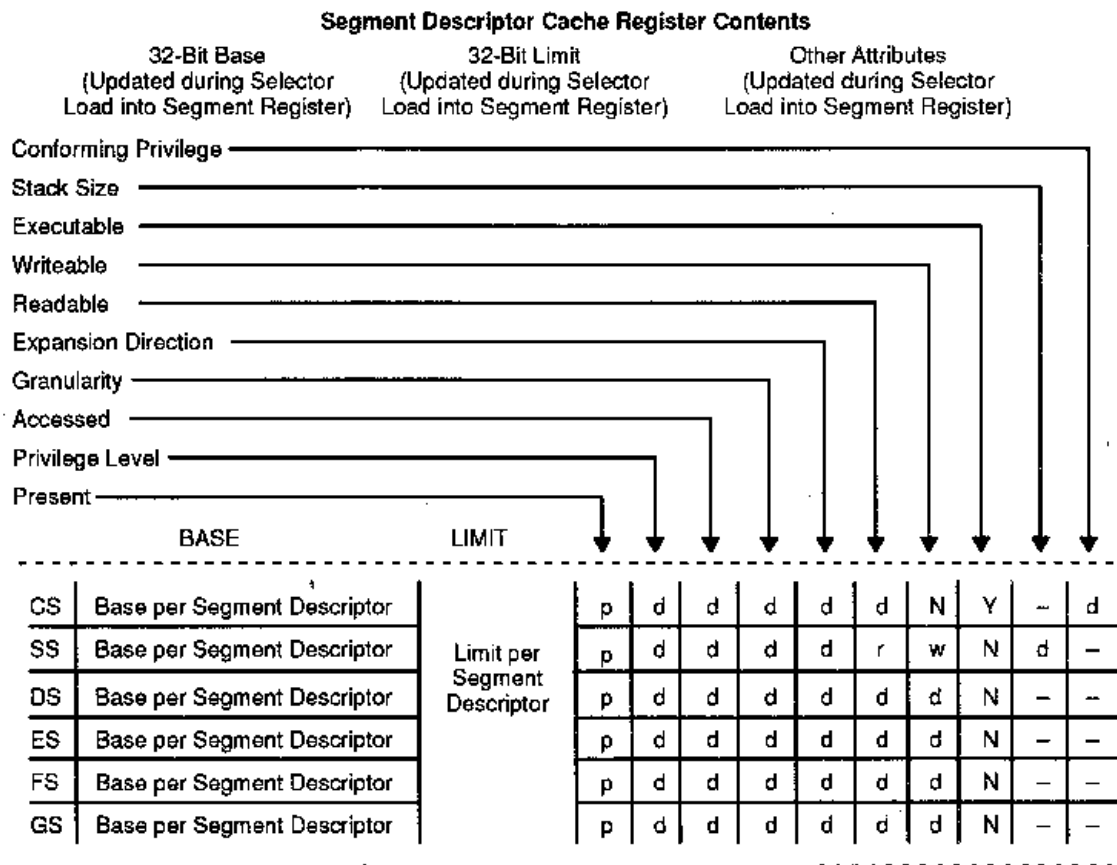 Segment Descriptor Cache Register Contents
32-Bit Base 32-Bit Limit Other Attributes
(Updated during Selector (Updated during Selector (Updated during Selector
Load into Segment Register) Load into Segment Register) Load into Segment Register)
Conforming Privilege
Stack Size
Executable
Writeable
Readable
Expansion Direction
Granularity
Accessed
Privilege Level
Present
BASE LIMIT
CS Base per Segment Descriptor p d d d d d N Y – d
SS Base per Segment Descriptor p d d d d r w N d –
Limit per
Segment
Descriptor
DS Base per Segment Descriptor p d d d d d d N – –
ES Base per Segment Descriptor p d d d d d d N – –
FS Base per Segment Descriptor p d d d d d d N – –
GS Base per Segment Descriptor p d d d d d d N – –